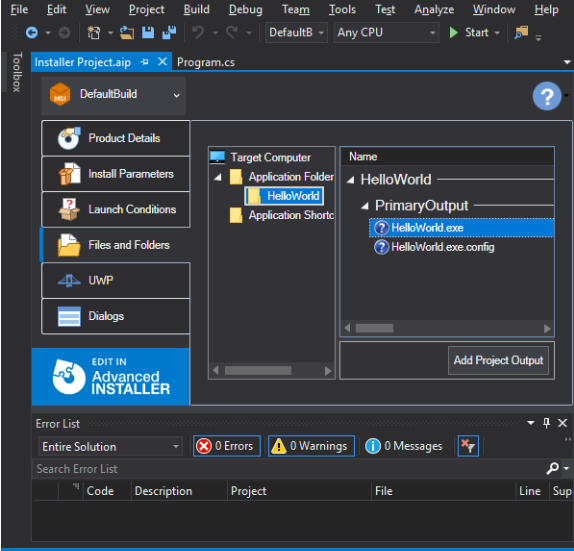 File Edit View Project Build Debug Team Tools Test Analyze Window Help
DefaultB Any CPU Start
Toolbox
Installer Project.aip Program.cs
MSI DefaultBuild ?
Product Details
Install Parameters
Launch Conditions
Files and Folders
UWP
Dialogs
EDIT IN
Advanced
INSTALLER
Target Computer
Application Folder
HelloWorld
Application Shortc
Name
HelloWorld
PrimaryOutput
HelloWorld.exe
HelloWorld.exe.config
Add Project Output
Error List
Entire Solution 0 Errors 0 Warnings 0 Messages
Search Error List
Code Description Project File Line Sup